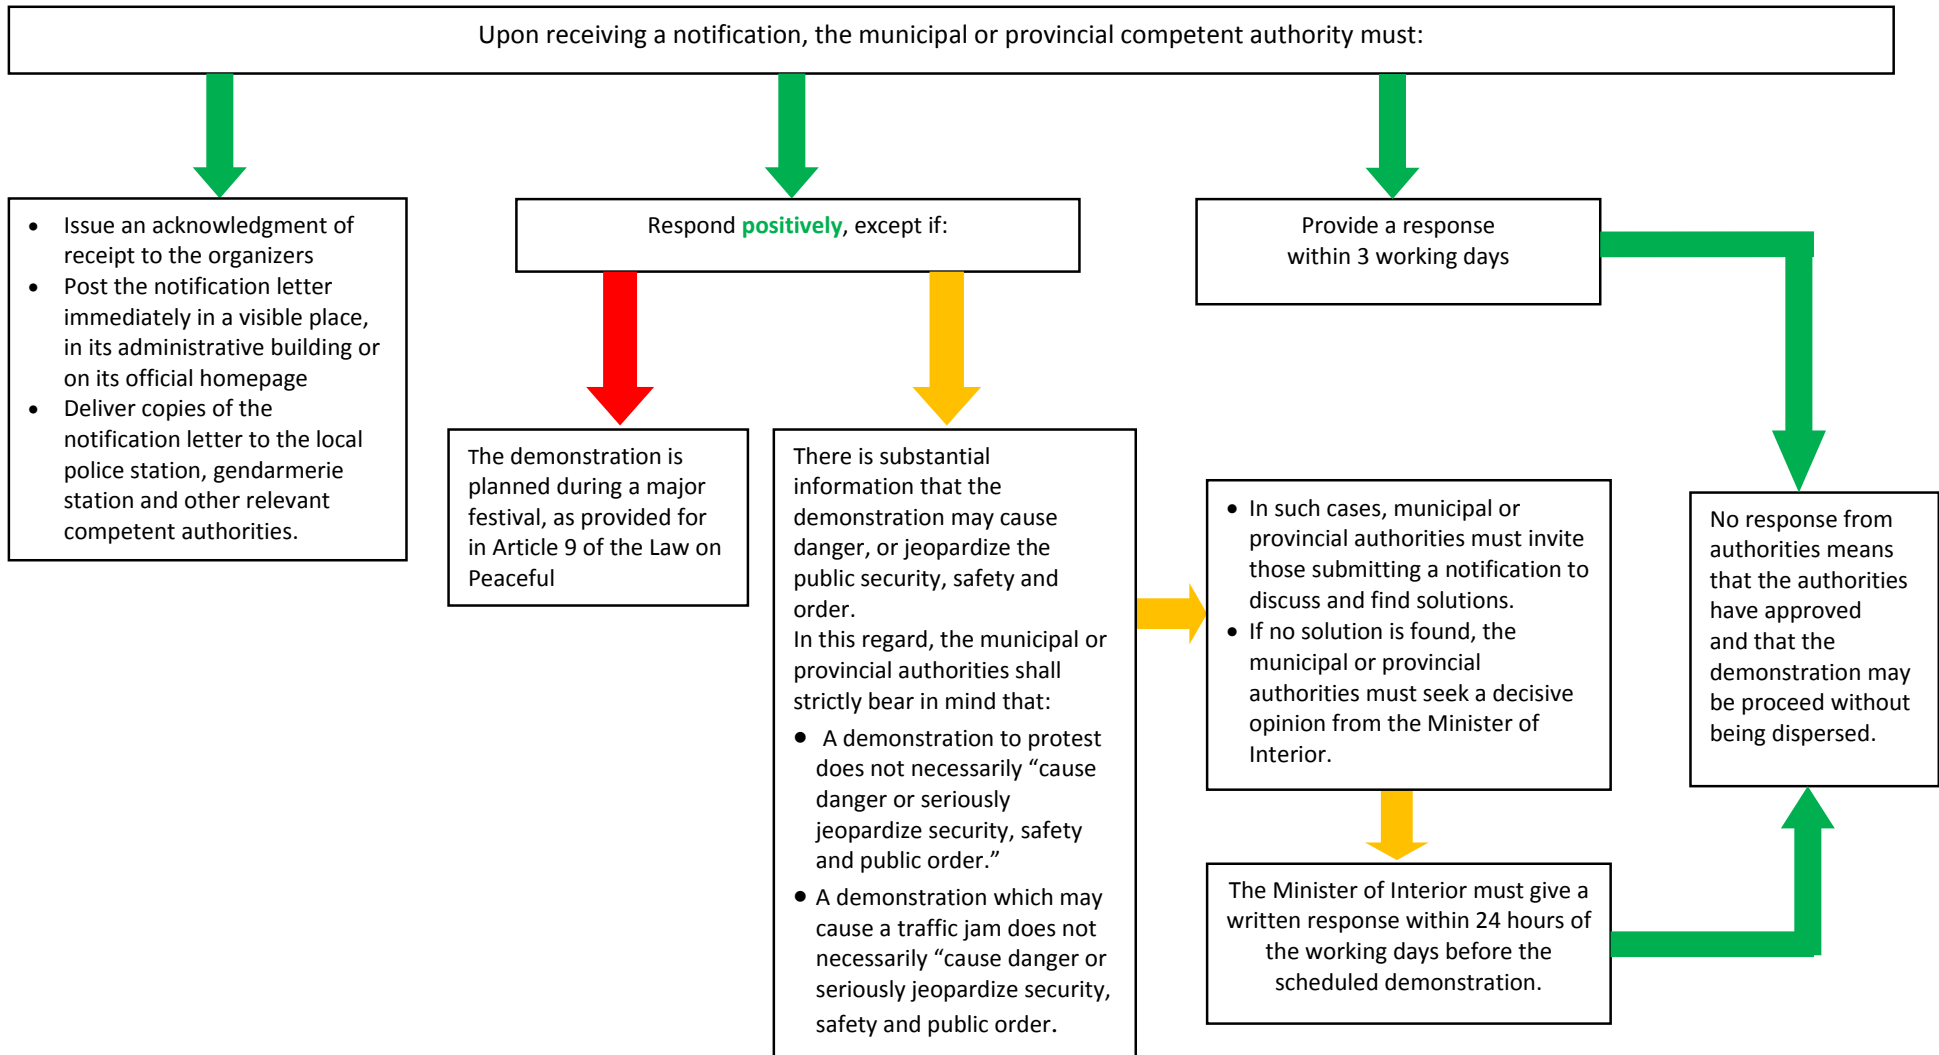 Upon receiving a notification, the municipal or provincial competent authority must:
• Issue an acknowledgment of
receipt to the organizers
• Post the notification letter
immediately in a visible place,
in its administrative building or
on its official homepage
• Deliver copies of the
notification letter to the local
police station, gendarmerie
station and other relevant
competent authorities.
Respond positively, except if:
Provide a response
within 3 working days
The demonstration is
planned during a major
festival, as provided for
in Article 9 of the Law on
Peaceful
There is substantial
information that the
demonstration may cause
danger, or jeopardize the
public security, safety and
order.
In this regard, the municipal or
provincial authorities shall
strictly bear in mind that:
• A demonstration to protest
does not necessarily “cause
danger or seriously
jeopardize security, safety
and public order.”
• A demonstration which may
cause a traffic jam does not
necessarily “cause danger or
seriously jeopardize security,
safety and public order.
• In such cases, municipal or
provincial authorities must invite
those submitting a notification to
discuss and find solutions.
• If no solution is found, the
municipal or provincial
authorities must seek a decisive
opinion from the Minister of
Interior.
The Minister of Interior must give a
written response within 24 hours of
the working days before the
scheduled demonstration.
No response from
authorities means
that the authorities
have approved
and that the
demonstration may
be proceed without
being dispersed.